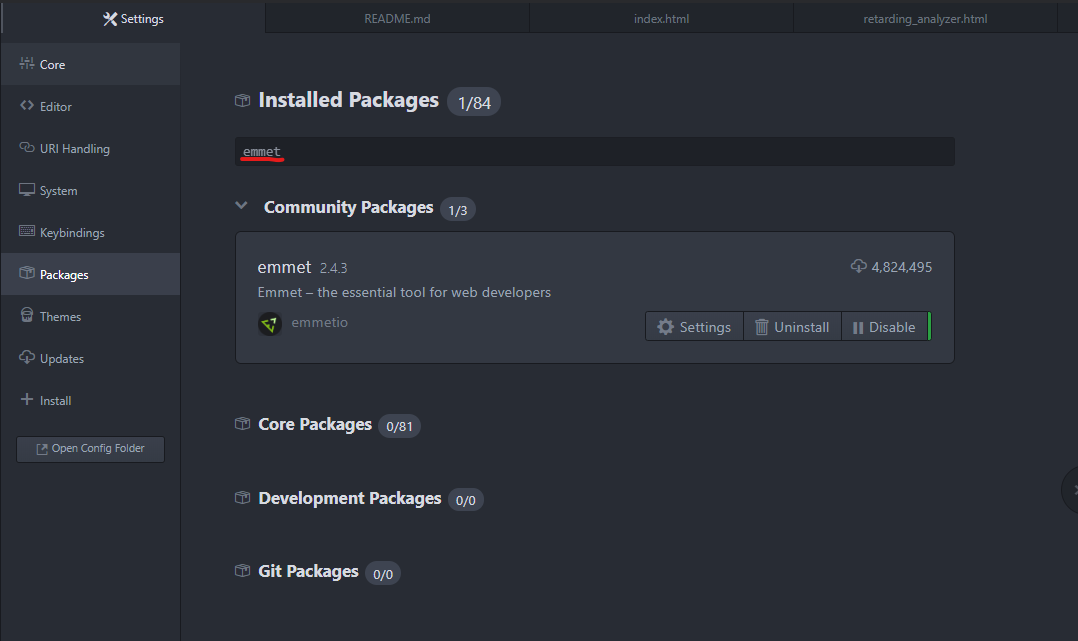 Settings
README.md
index.html
retarding_analyzer.html
Core
Editor
URI Handling
System
Keybindings
Packages
Themes
Updates
Install
Open Config Folder
Installed Packages 1/84
emmet
Community Packages 1/3
emmet 2.4.3
4,824,495
Emmet – the essential tool for web developers
emmetio
Settings
Uninstall
Disable
Core Packages 0/81
Development Packages 0/0
Git Packages 0/0